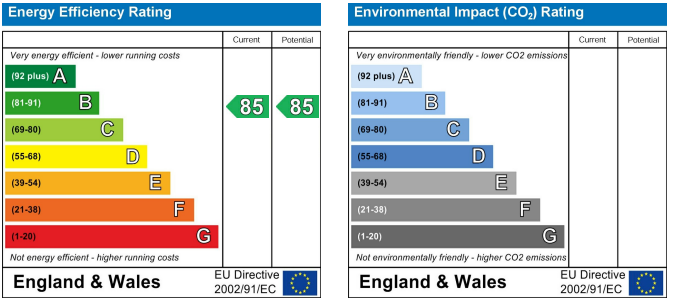 Energy Efficiency Rating
Current Potential
Very energy efficient - lower running costs
(92 plus) A
(81-91) B
85 85
(69-80) C
(55-68) D
(39-54) E
(21-38) F
(1-20) G
Not energy efficient - higher running costs
England & Wales
EU Directive
2002/91/EC
Environmental Impact (CO₂) Rating
Current Potential
Very environmentally friendly - lower CO2 emissions
(92 plus) A
(81-91) B
(69-80) C
(55-68) D
(39-54) E
(21-38) F
(1-20) G
Not environmentally friendly - higher CO2 emissions
England & Wales
EU Directive
2002/91/EC